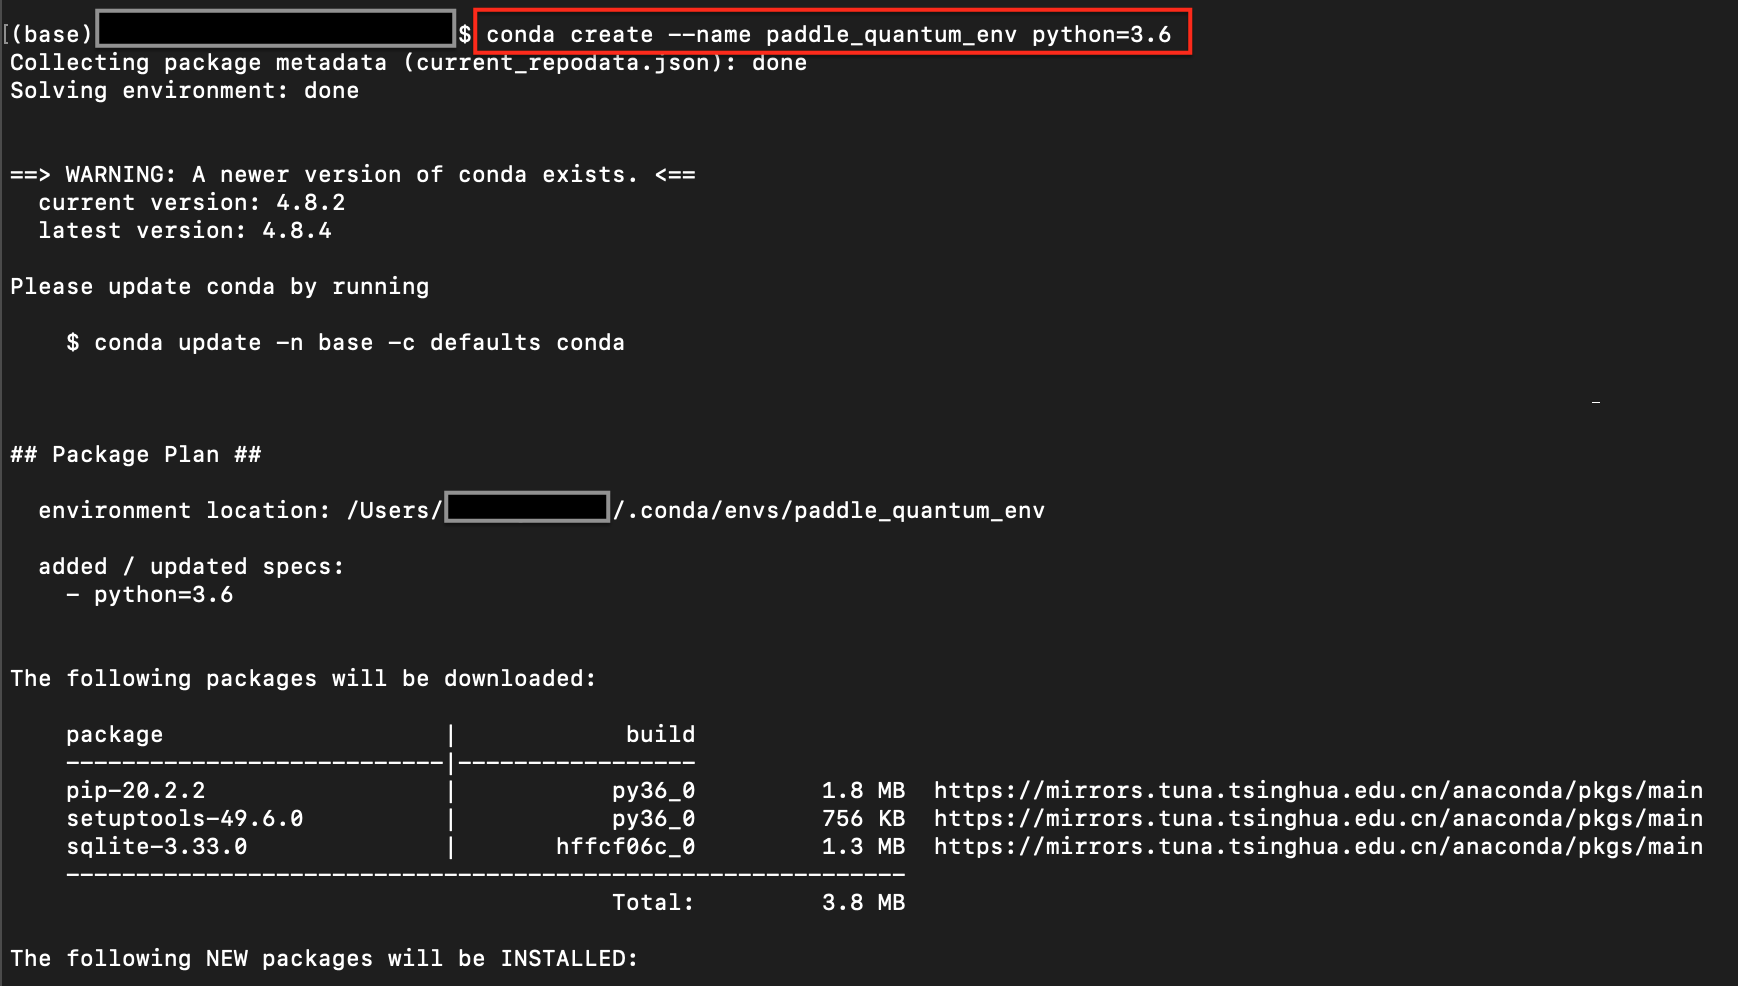 (base) $ conda create --name paddle_quantum_env python=3.6
Collecting package metadata (current_repodata.json): done
Solving environment: done
==> WARNING: A newer version of conda exists. <==
current version: 4.8.2
latest version: 4.8.4
Please update conda by running
$ conda update -n base -c defaults conda
## Package Plan ##
environment location: /Users/ /.conda/envs/paddle_quantum_env
added / updated specs:
- python=3.6
The following packages will be downloaded:
package | build
---------------------------|-----------------
pip-20.2.2 | py36_0 1.8 MB https://mirrors.tuna.tsinghua.edu.cn/anaconda/pkgs/main
setuptools-49.6.0 | py36_0 756 KB https://mirrors.tuna.tsinghua.edu.cn/anaconda/pkgs/main
sqlite-3.33.0 | hffcf06c_0 1.3 MB https://mirrors.tuna.tsinghua.edu.cn/anaconda/pkgs/main
------------------------------------------------------------
Total: 3.8 MB
The following NEW packages will be INSTALLED: